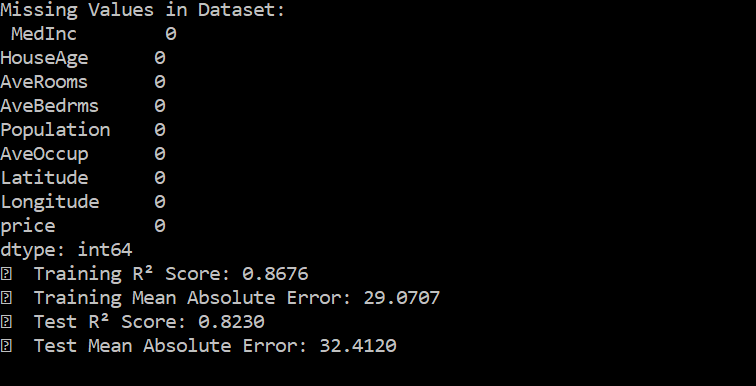 Missing Values in Dataset:
 MedInc        0
HouseAge      0
AveRooms      0
AveBedrms     0
Population    0
AveOccup      0
Latitude      0
Longitude     0
price         0
dtype: int64
Training R² Score: 0.8676
Training Mean Absolute Error: 29.0707
Test R² Score: 0.8230
Test Mean Absolute Error: 32.4120